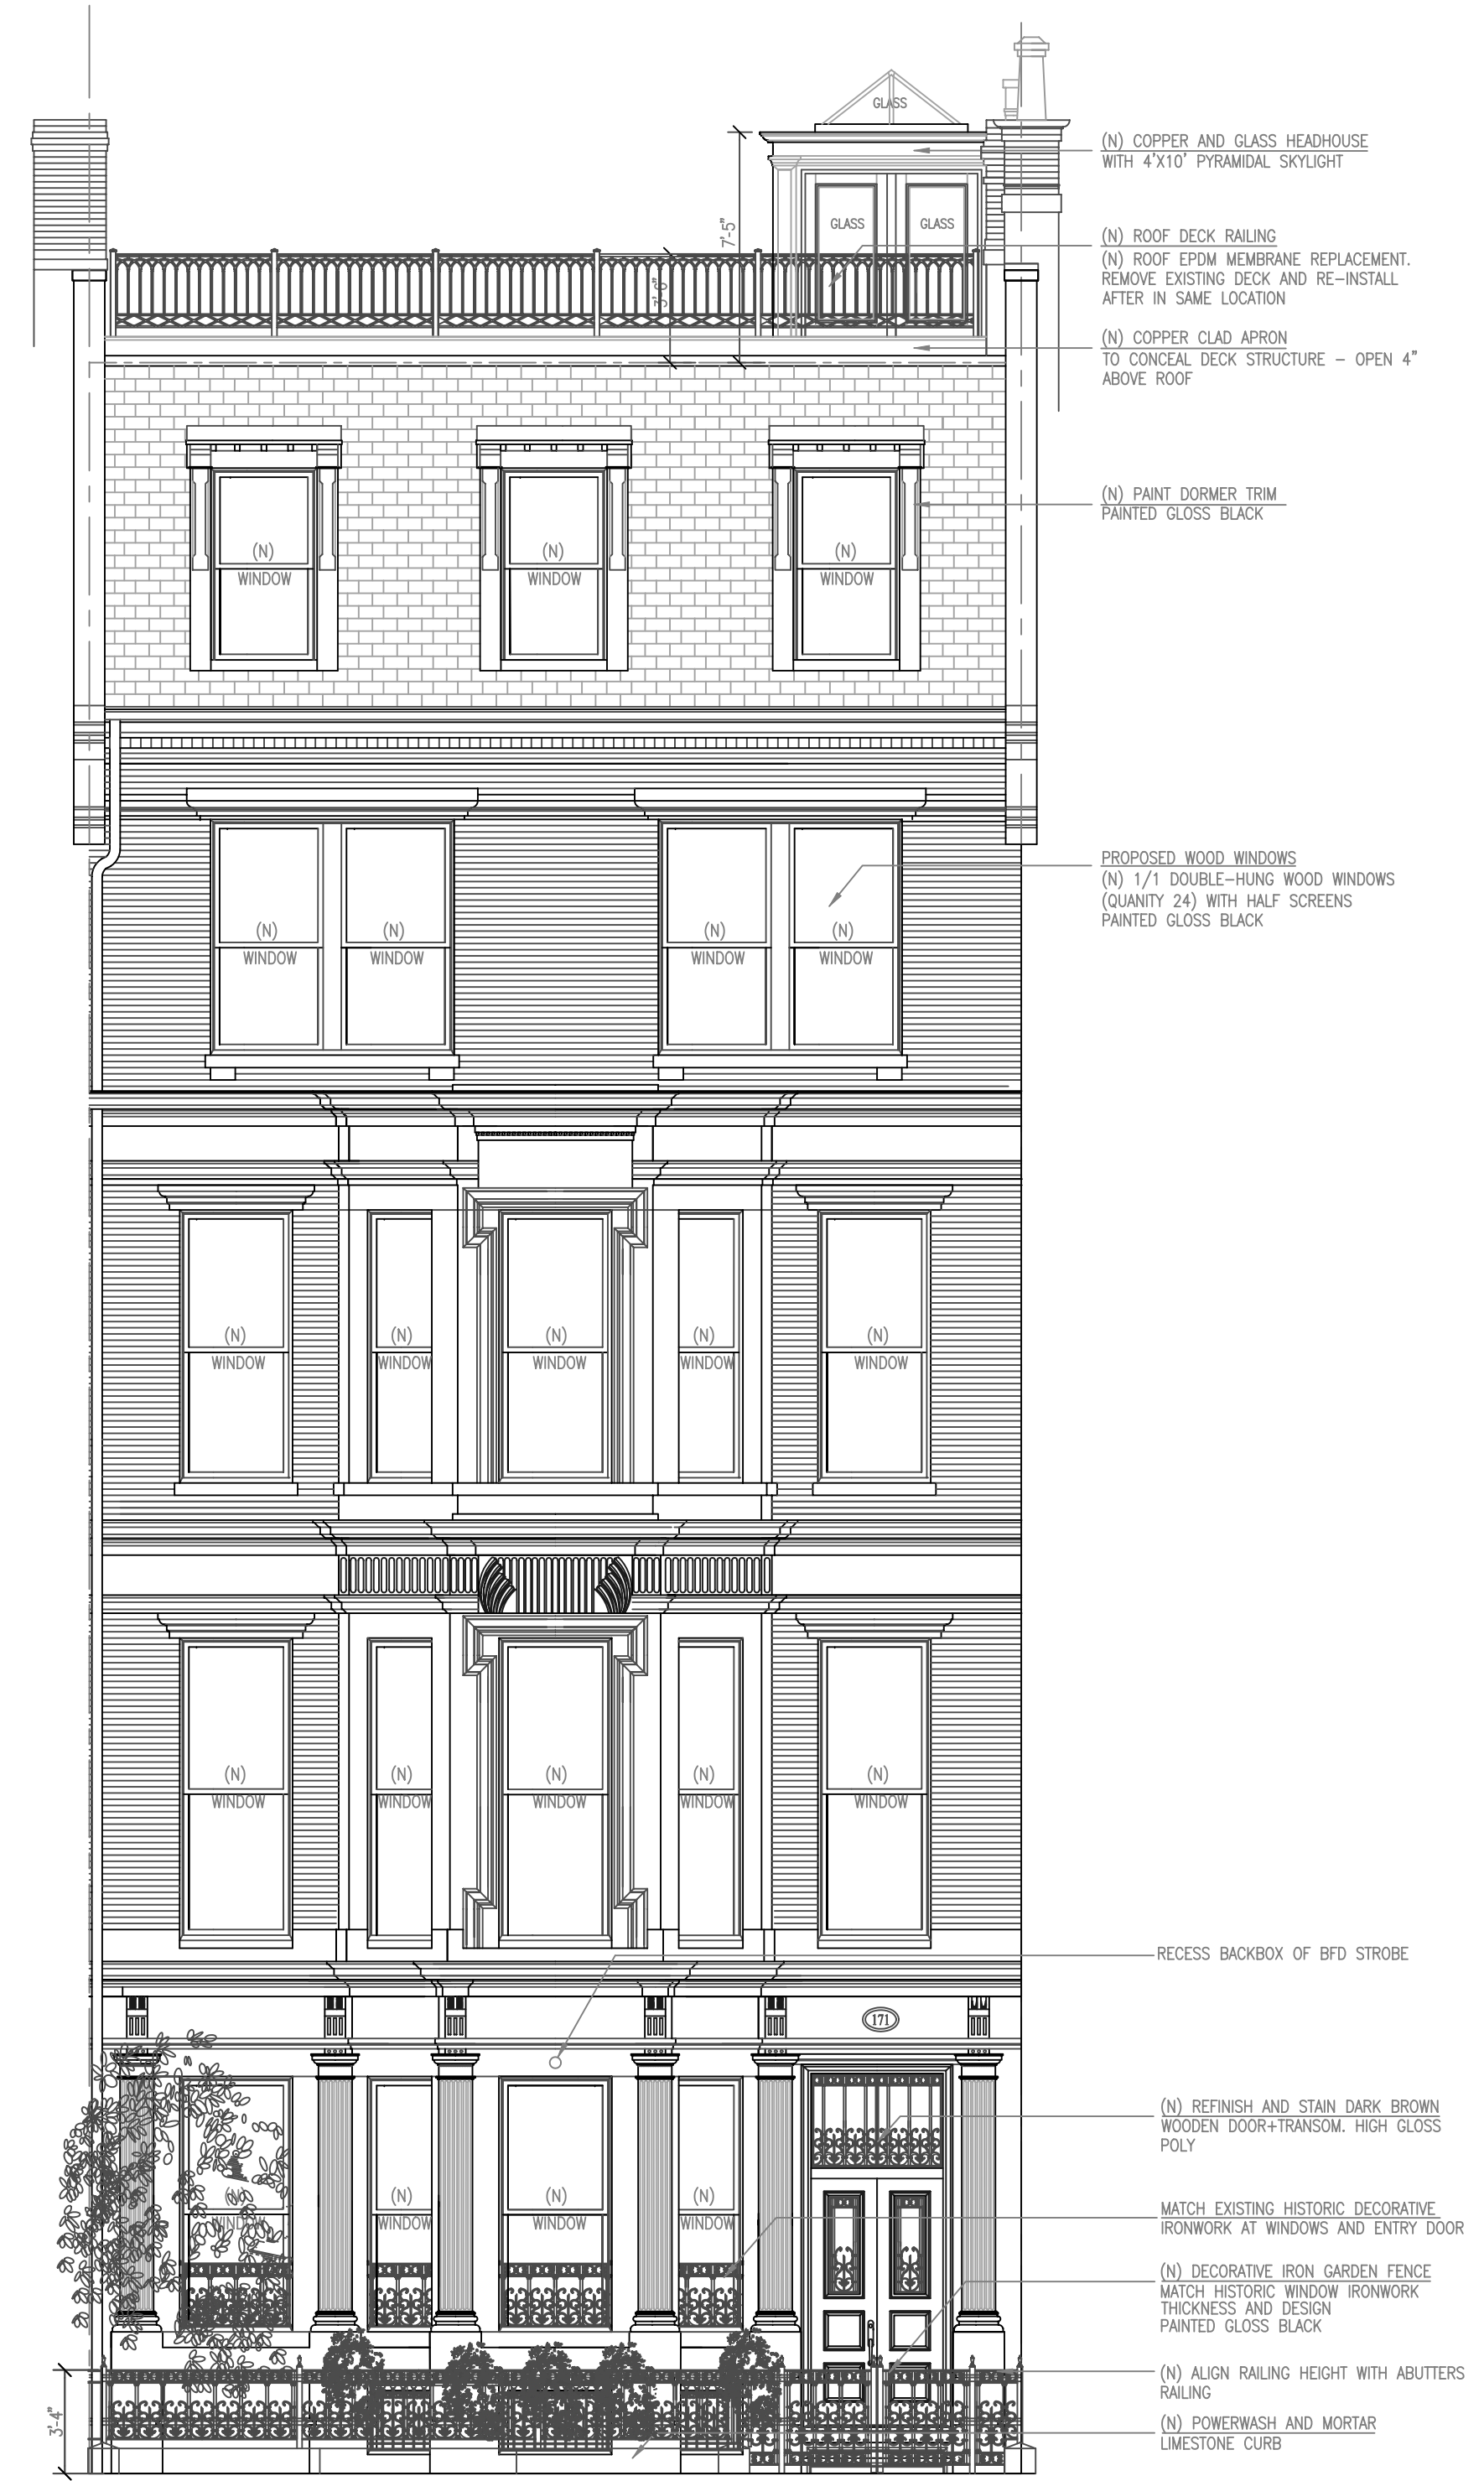 GLASS
(N) COPPER AND GLASS HEADHOUSE
WITH 4'X10' PYRAMIDAL SKYLIGHT
7'-5"
GLASS
GLASS
(N) ROOF DECK RAILING
(N) ROOF EPDM MEMBRANE REPLACEMENT.
REMOVE EXISTING DECK AND RE-INSTALL
AFTER IN SAME LOCATION
3'-6"
(N) COPPER CLAD APRON
TO CONCEAL DECK STRUCTURE - OPEN 4"
ABOVE ROOF
(N) PAINT DORMER TRIM
PAINTED GLOSS BLACK
(N)
WINDOW
(N)
WINDOW
(N)
WINDOW
PROPOSED WOOD WINDOWS
(N) 1/1 DOUBLE-HUNG WOOD WINDOWS
(QUANITY 24) WITH HALF SCREENS
PAINTED GLOSS BLACK
(N)
WINDOW
(N)
WINDOW
(N)
WINDOW
(N)
WINDOW
(N)
WINDOW
(N)
WINDOW
(N)
WINDOW
(N)
WINDOW
(N)
WINDOW
(N)
WINDOW
(N)
WINDOW
(N)
WINDOW
(N)
WINDOW
(N)
WINDOW
RECESS BACKBOX OF BFD STROBE
171
(N) REFINISH AND STAIN DARK BROWN
WOODEN DOOR+TRANSOM. HIGH GLOSS
POLY
(N)
WINDOW
(N)
WINDOW
(N)
WINDOW
(N)
WINDOW
MATCH EXISTING HISTORIC DECORATIVE
IRONWORK AT WINDOWS AND ENTRY DOOR
(N) DECORATIVE IRON GARDEN FENCE
MATCH HISTORIC WINDOW IRONWORK
THICKNESS AND DESIGN
PAINTED GLOSS BLACK
(N) ALIGN RAILING HEIGHT WITH ABUTTERS
RAILING
3'-4"
(N) POWERWASH AND MORTAR
LIMESTONE CURB